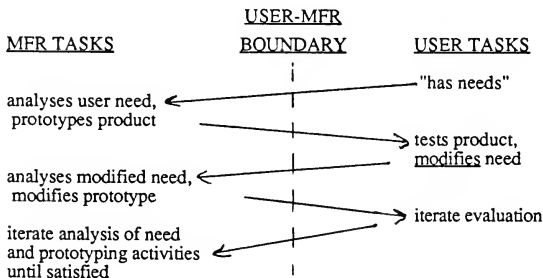 USER-MFR
MFR TASKS BOUNDARY USER TASKS
"has needs"
analyses user need,
prototypes product
tests product,
modifies need
analyses modified need,
modifies prototype
iterate evaluation
iterate analysis of need
and prototyping activities
until satisfied